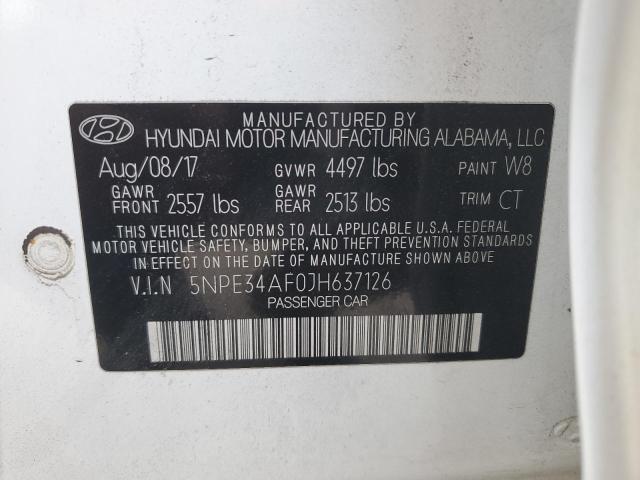 MANUFACTURED BY
HYUNDAI MOTOR MANUFACTURING ALABAMA, LLC
Aug/08/17 GVWR 4497 lbs PAINT W8
GAWR FRONT 2557 lbs GAWR REAR 2513 lbs TRIM CT
THIS VEHICLE CONFORMS TO ALL APPLICABLE U.S.A. FEDERAL
MOTOR VEHICLE SAFETY, BUMPER, AND THEFT PREVENTION STANDARDS
IN EFFECT ON THE DATE OF MANUFACTURE SHOWN ABOVE.
V.I.N 5NPE34AF0JH637126
PASSENGER CAR